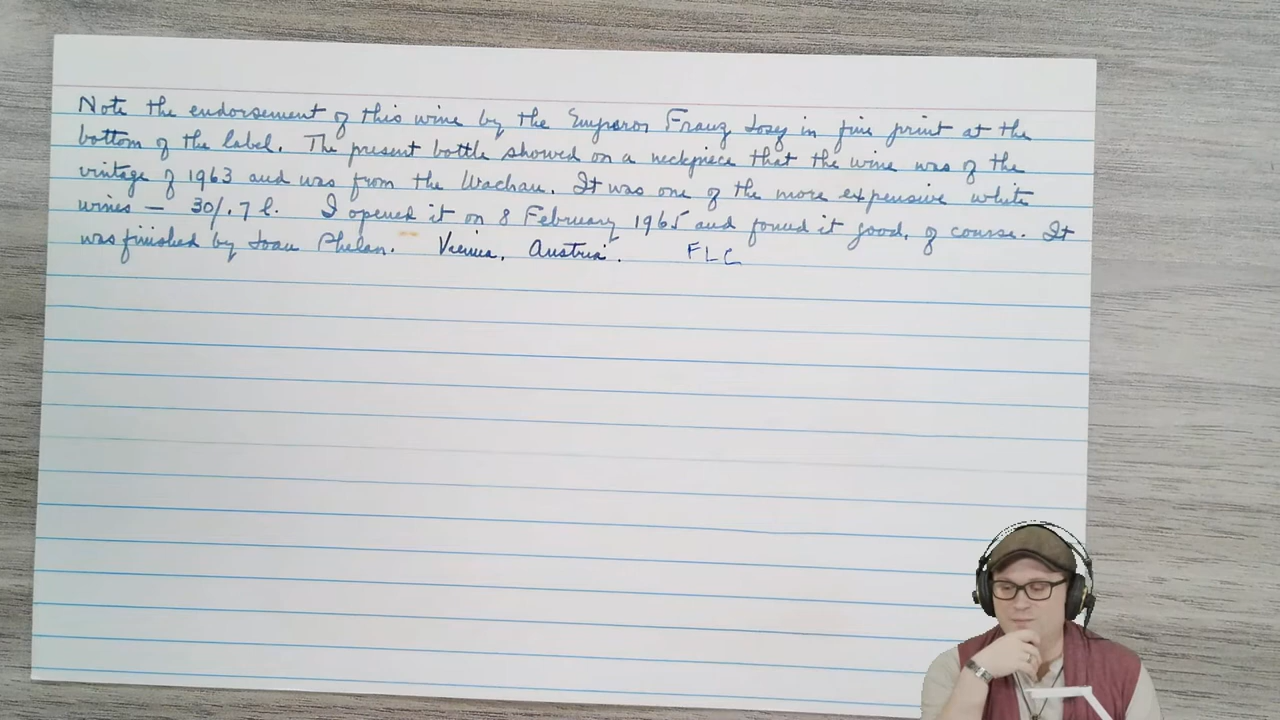 Note the endorsement of this wine by the Emperor Franz Josef in fine print at the
bottom of the label. The present bottle showed on a neckpiece that the wine was of the
vintage of 1963 and was from the Wachau. It was one of the more expensive white
wines — 30/.7 l. I opened it on 8 February 1965 and found it good, of course. It
was finished by Joan Phelan. Vienna, Austria. FLC